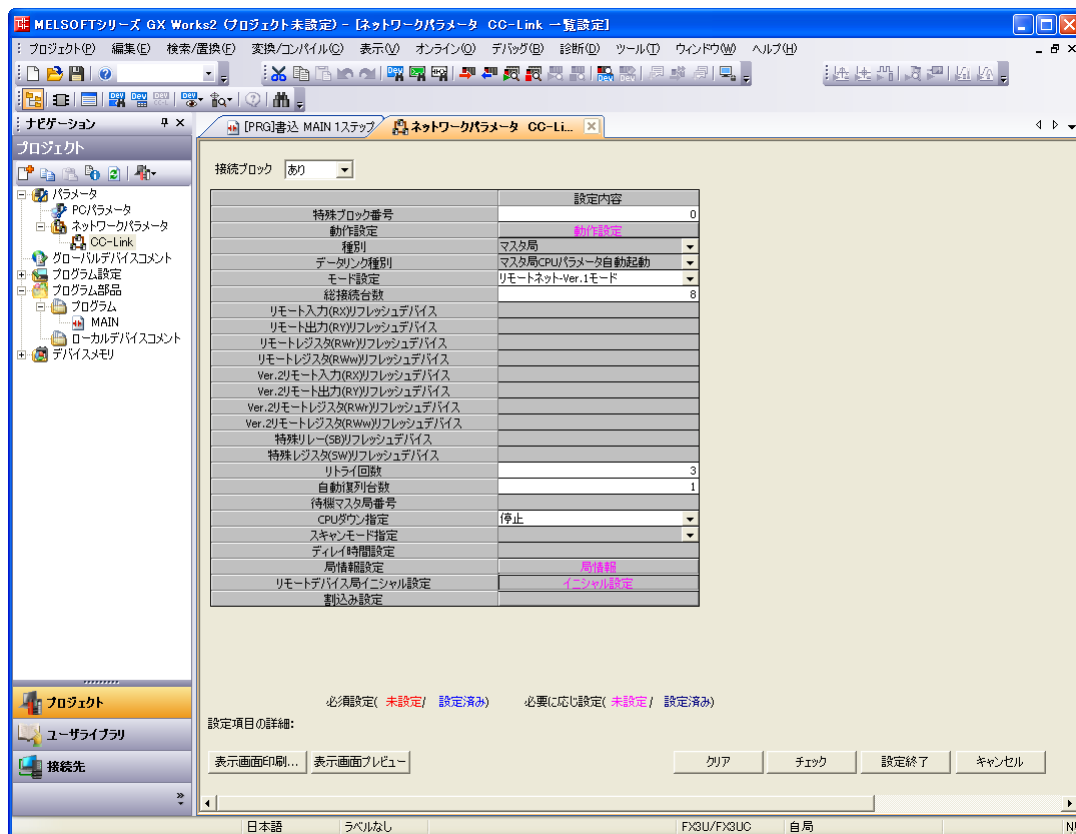 MELSOFTシリーズ GX Works2 (プロジェクト未設定) - [ネットワークパラメータ CC-Link 一覧設定]
プロジェクト(P) 編集(E) 検索/置換(F) 変換/コンパイル(C) 表示(V) オンライン(O) デバッグ(B) 診断(D) ツール(T) ウィンドウ(W) ヘルプ(H)
ナビゲーション
[PRG]書込 MAIN 1ステップ
ネットワークパラメータ CC-Li...
プロジェクト
パラメータ
PCパラメータ
ネットワークパラメータ
CC-Link
グローバルデバイスコメント
プログラム設定
プログラム部品
プログラム
MAIN
ローカルデバイスコメント
デバイスメモリ
接続ブロック あり
設定内容
特殊ブロック番号 0
動作設定 動作設定
種別 マスタ局
データリンク種別 マスタ局CPUパラメータ自動起動
モード設定 リモートネット-Ver.1モード
総接続台数 8
リモート入力(RX)リフレッシュデバイス
リモート出力(RY)リフレッシュデバイス
リモートレジスタ(RWr)リフレッシュデバイス
リモートレジスタ(RWw)リフレッシュデバイス
Ver.2リモート入力(RX)リフレッシュデバイス
Ver.2リモート出力(RY)リフレッシュデバイス
Ver.2リモートレジスタ(RWr)リフレッシュデバイス
Ver.2リモートレジスタ(RWw)リフレッシュデバイス
特殊リレー(SB)リフレッシュデバイス
特殊レジスタ(SW)リフレッシュデバイス
リトライ回数 3
自動復列台数 1
待機マスタ局番号
CPUダウン指定 停止
スキャンモード指定
ディレイ時間設定
局情報設定 局情報
リモートデバイス局イニシャル設定 イニシャル設定
割込み設定
必須設定( 未設定 / 設定済み) 必要に応じ設定( 未設定 / 設定済み)
設定項目の詳細:
表示画面印刷... 表示画面プレビュー クリア チェック 設定終了 キャンセル
プロジェクト
ユーザライブラリ
接続先
日本語 ラベルなし FX3U/FX3UC 自局